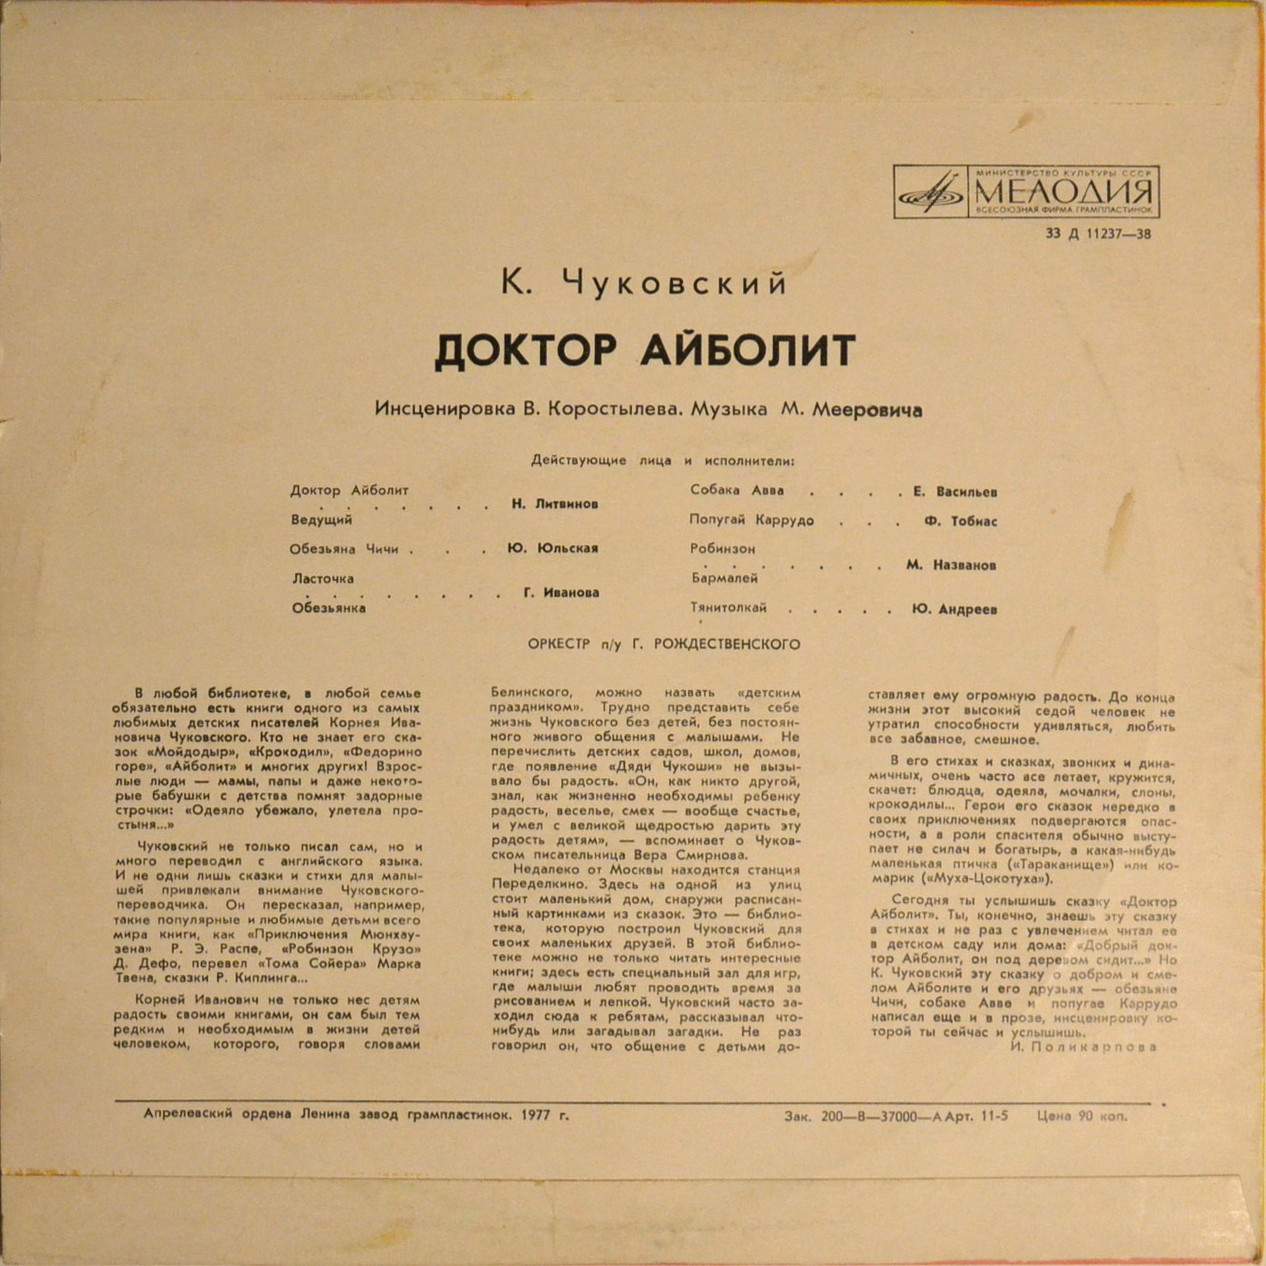 МИНИСТЕРСТВО КУЛЬТУРЫ СССР
МЕЛОДИЯ
ВСЕСОЮЗНАЯ ФИРМА ГРАМПЛАСТИНОК
33 Д 11237—38
К. Чуковский
ДОКТОР АЙБОЛИТ
Инсценировка В. Коростылева. Музыка М. Мееровича
Действующие лица и исполнители:
Доктор Айболит
. . . . . . . Н. Литвинов
Ведущий
Обезьяна Чичи . . . Ю. Юльская
Ласточка
. . . . . . . . Г. Иванова
Обезьянка
Собака Авва . . . . Е. Васильев
Попугай Каррудо . . . Ф. Тобиас
Робинзон
. . . . . . . М. Названов
Бармалей
Тянитолкай . . . . . Ю. Андреев
ОРКЕСТР п/у Г. РОЖДЕСТВЕНСКОГО
В любой библиотеке, в любой семье
обязательно есть книги одного из самых
любимых детских писателей Корнея Ива-
новича Чуковского. Кто не знает его ска-
зок «Мойдодыр», «Крокодил», «Федорино
горе», «Айболит» и многих других! Взрос-
лые люди — мамы, папы и даже некото-
рые бабушки с детства помнят задорные
строчки: «Одеяло убежало, улетела про-
стыня...»
Чуковский не только писал сам, но и
много переводил с английского языка.
И не одни лишь сказки и стихи для малы-
шей привлекали внимание Чуковского-
переводчика. Он пересказал, например,
такие популярные и любимые детьми всего
мира книги, как «Приключения Мюнхау-
зена» Р. Э. Распе, «Робинзон Крузо»
Д. Дефо, перевел «Тома Сойера» Марка
Твена, сказки Р. Киплинга...
Корней Иванович не только нес детям
радость своими книгами, он сам был тем
редким и необходимым в жизни детей
человеком, которого, говоря словами
Белинского, можно назвать «детским
праздником». Трудно представить себе
жизнь Чуковского без детей, без постоян-
ного живого общения с малышами. Не
перечислить детских садов, школ, домов,
где появление «Дяди Чукоши» не вызы-
вало бы радость. «Он, как никто другой,
знал, как жизненно необходимы ребенку
радость, веселье, смех — вообще счастье,
и умел с великой щедростью дарить эту
радость детям», — вспоминает о Чуков-
ском писательница Вера Смирнова.
Недалеко от Москвы находится станция
Переделкино. Здесь на одной из улиц
стоит маленький дом, снаружи расписан-
ный картинками из сказок. Это — библио-
тека, которую построил Чуковский для
своих маленьких друзей. В этой библио-
теке можно не только читать интересные
книги; здесь есть специальный зал для игр,
где малыши любят проводить время за
рисованием и лепкой. Чуковский часто за-
ходил сюда к ребятам, рассказывал что-
нибудь или загадывал загадки. Не раз
говорил он, что общение с детьми до-
ставляет ему огромную радость. До конца
жизни этот высокий седой человек не
утратил способности удивляться, любить
все забавное, смешное.
В его стихах и сказках, звонких и дина-
мичных, очень часто все летает, кружится,
скачет: блюдца, одеяла, мочалки, слоны,
крокодилы... Герои его сказок нередко в
своих приключениях подвергаются опас-
ности, а в роли спасителя обычно высту-
пает не силач и богатырь, а какая-нибудь
маленькая птичка («Тараканище») или ко-
марик («Муха-Цокотуха»).
Сегодня ты услышишь сказку «Доктор
Айболит». Ты, конечно, знаешь эту сказку
в стихах и не раз с увлечением читал ее
в детском саду или дома: «Добрый док-
тор Айболит, он под деревом сидит...» Но
К. Чуковский эту сказку о добром и сме-
лом Айболите и его друзьях — обезьяне
Чичи, собаке Авве и попугае Каррудо
написал еще и в прозе, инсценировку ко-
торой ты сейчас и услышишь.
И. Поликарпова
Апрелевский ордена Ленина завод грампластинок. 1977 г.
Зак. 200—В—37000—А Арт. 11-5 Цена 90 коп.